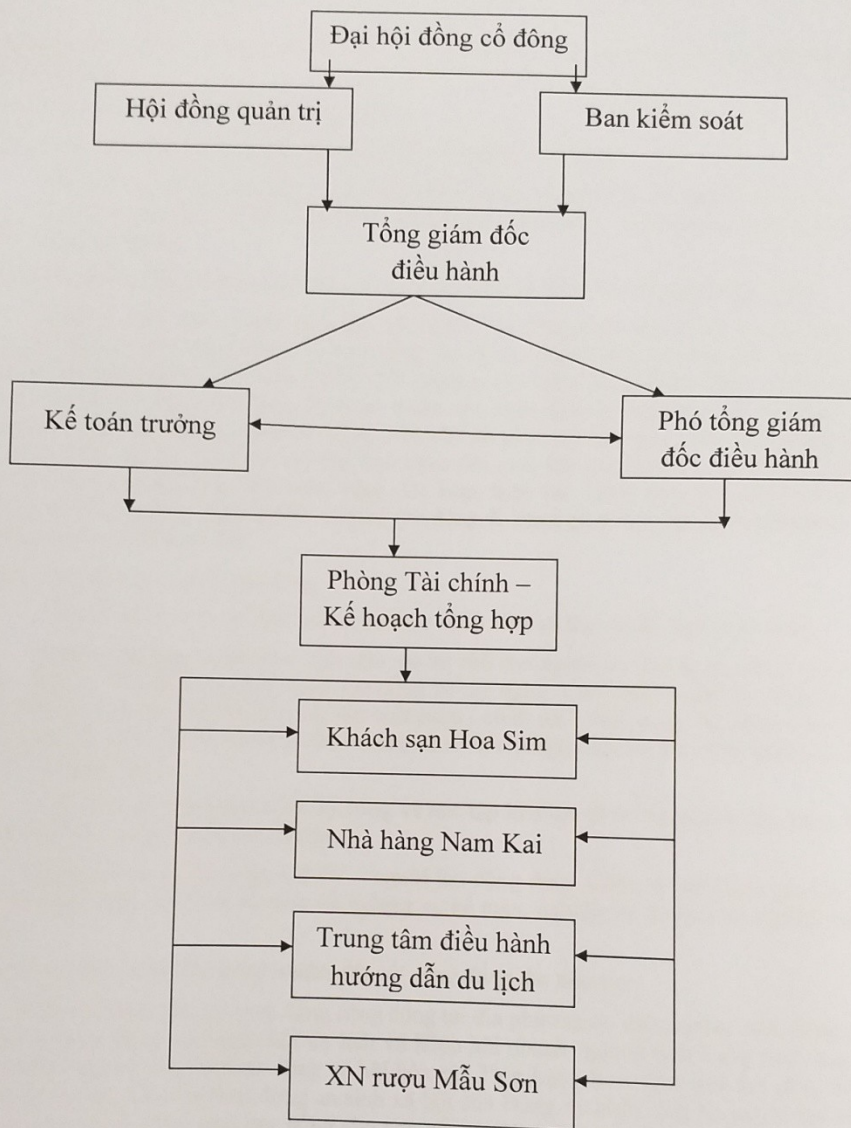 Đại hội đồng cổ đông
Hội đồng quản trị
Ban kiểm soát
Tổng giám đốc
điều hành
Kế toán trưởng
Phó tổng giám
đốc điều hành
Phòng Tài chính –
Kế hoạch tổng hợp
Khách sạn Hoa Sim
Nhà hàng Nam Kai
Trung tâm điều hành
hướng dẫn du lịch
XN rượu Mẫu Sơn